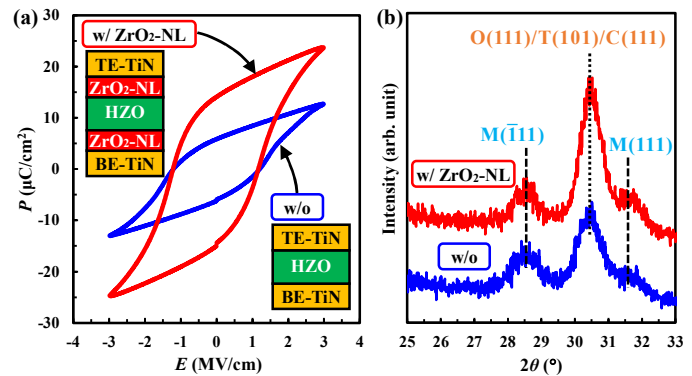 (a)
w/ ZrO₂-NL
TE-TiN
ZrO₂-NL
HZO
ZrO₂-NL
BE-TiN
w/o
TE-TiN
HZO
BE-TiN
P (μC/cm²)
30
20
10
0
-10
-20
-30
-4 -3 -2 -1 0 1 2 3 4
E (MV/cm)
(b)
O(111)/T(101)/C(111)
M(1̄11)
M(111)
w/ ZrO₂-NL
w/o
Intensity (arb. unit)
25 26 27 28 29 30 31 32 33
2θ (°)